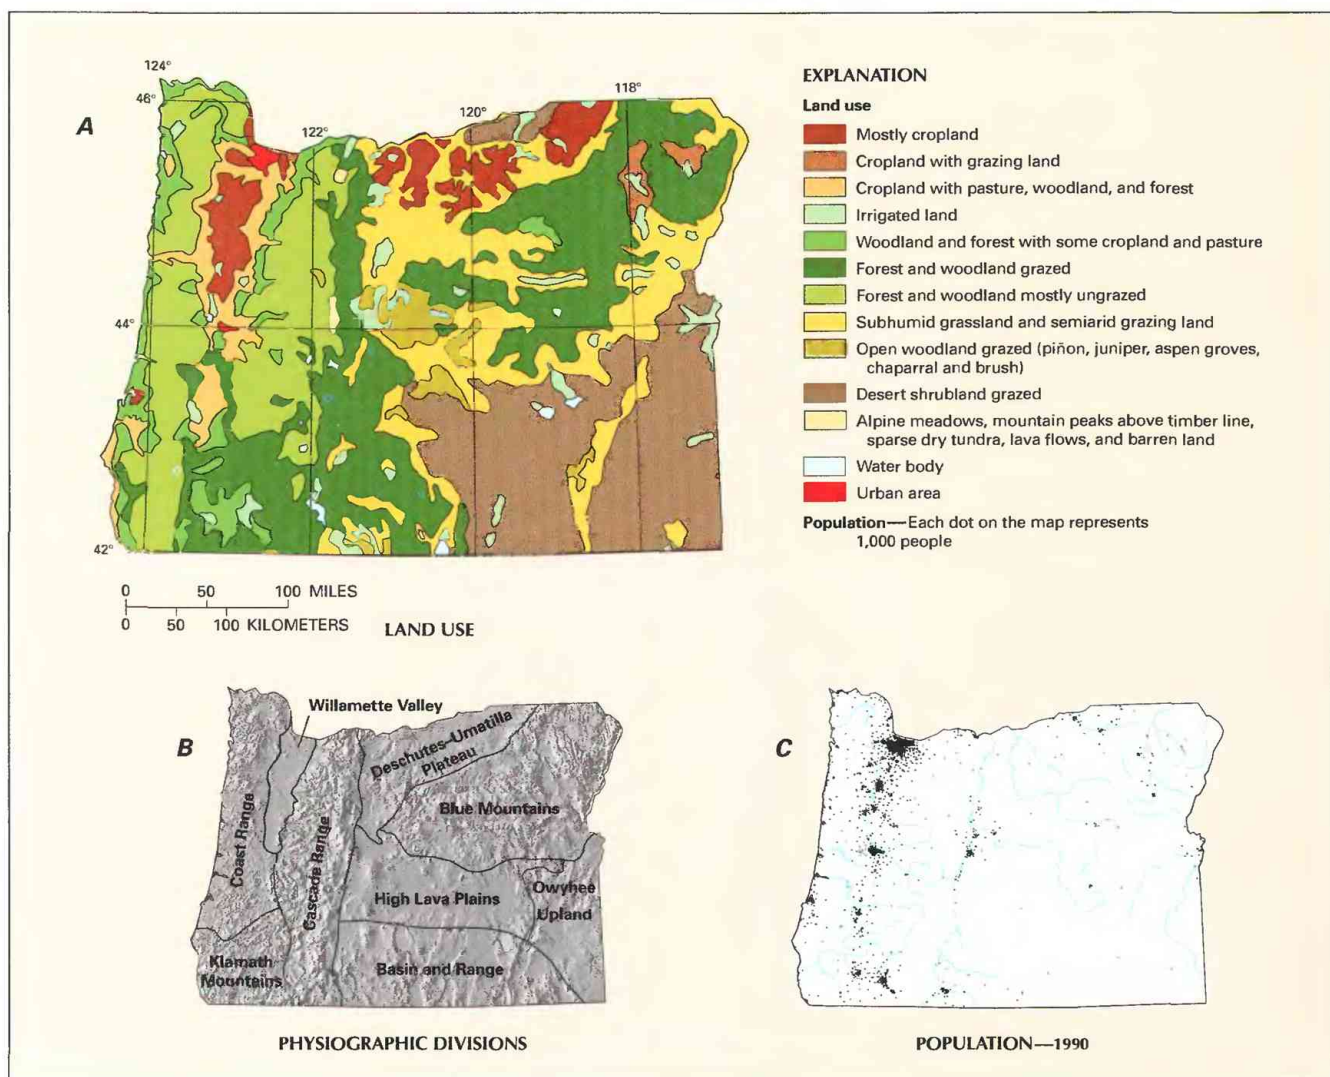 A
124°
46°
122°
120°
118°
44°
42°
0 50 100 MILES
0 50 100 KILOMETERS
LAND USE
EXPLANATION
Land use
Mostly cropland
Cropland with grazing land
Cropland with pasture, woodland, and forest
Irrigated land
Woodland and forest with some cropland and pasture
Forest and woodland grazed
Forest and woodland mostly ungrazed
Subhumid grassland and semiarid grazing land
Open woodland grazed (piñon, juniper, aspen groves,
chaparral and brush)
Desert shrubland grazed
Alpine meadows, mountain peaks above timber line,
sparse dry tundra, lava flows, and barren land
Water body
Urban area
Population—Each dot on the map represents
1,000 people
B
Willamette Valley
Deschutes-Umatilla
Plateau
Blue Mountains
Coast Range
Cascade Range
High Lava Plains
Owyhee
Upland
Klamath
Mountains
Basin and Range
PHYSIOGRAPHIC DIVISIONS
C
POPULATION—1990